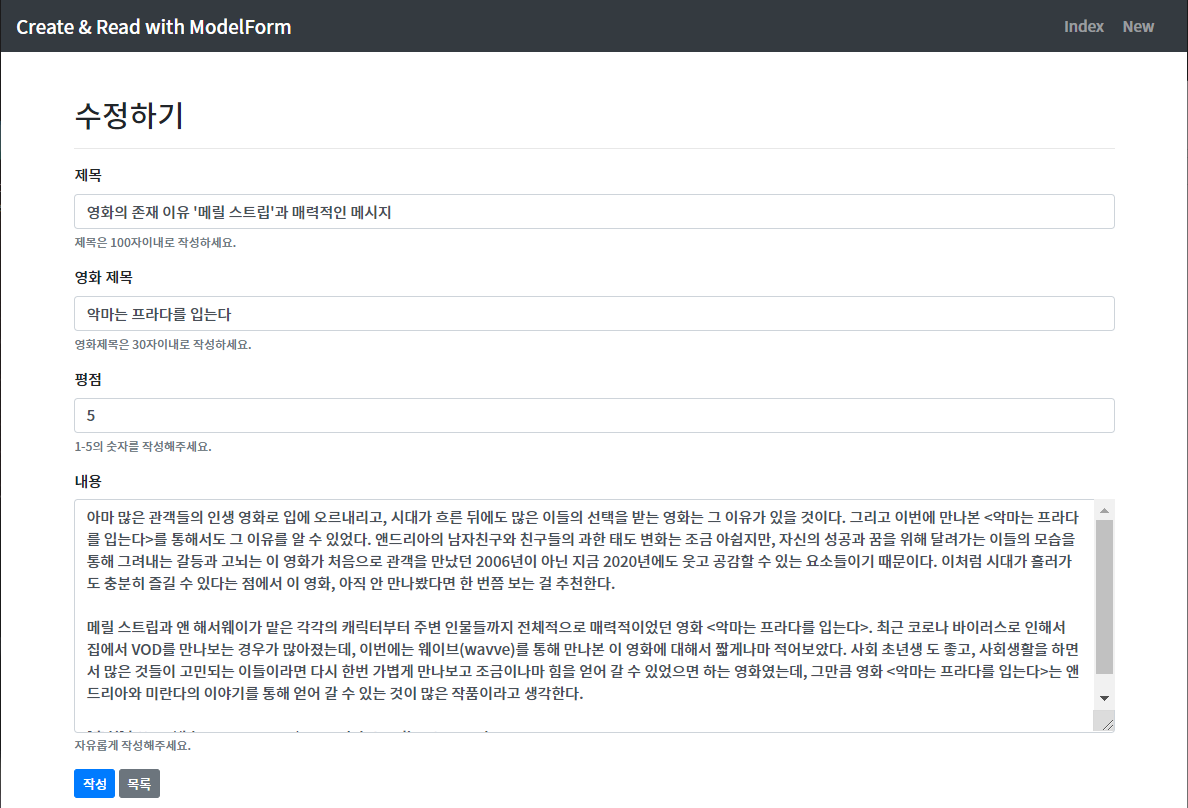 Create & Read with ModelForm
Index New
수정하기
제목
영화의 존재 이유 '메릴 스트립'과 매력적인 메시지
제목은 100자이내로 작성하세요.
영화 제목
악마는 프라다를 입는다
영화제목은 30자이내로 작성하세요.
평점
5
1-5의 숫자를 작성해주세요.
내용
아마 많은 관객들의 인생 영화로 입에 오르내리고, 시대가 흐른 뒤에도 많은 이들의 선택을 받는 영화는 그 이유가 있을 것이다. 그리고 이번에 만나본 <악마는 프라다
를 입는다>를 통해서도 그 이유를 알 수 있었다. 앤드리아의 남자친구와 친구들의 과한 태도 변화는 조금 아쉽지만, 자신의 성공과 꿈을 위해 달려가는 이들의 모습을
통해 그려내는 갈등과 고뇌는 이 영화가 처음으로 관객을 만났던 2006년이 아닌 지금 2020년에도 웃고 공감할 수 있는 요소들이기 때문이다. 이처럼 시대가 흘러가
도 충분히 즐길 수 있다는 점에서 이 영화, 아직 안 만나봤다면 한 번쯤 보는 걸 추천한다.
메릴 스트립과 앤 해서웨이가 맡은 각각의 캐릭터부터 주변 인물들까지 전체적으로 매력적이었던 영화 <악마는 프라다를 입는다>. 최근 코로나 바이러스로 인해서
집에서 VOD를 만나보는 경우가 많아졌는데, 이번에는 웨이브(wavve)를 통해 만나본 이 영화에 대해서 짧게나마 적어보았다. 사회 초년생 도 좋고, 사회생활을 하면
서 많은 것들이 고민되는 이들이라면 다시 한번 가볍게 만나보고 조금이나마 힘을 얻어 갈 수 있었으면 하는 영화였는데, 그만큼 영화 <악마는 프라다를 입는다>는 앤
드리아와 미란다의 이야기를 통해 얻어 갈 수 있는 것이 많은 작품이라고 생각한다.
자유롭게 작성해주세요.
작성 목록